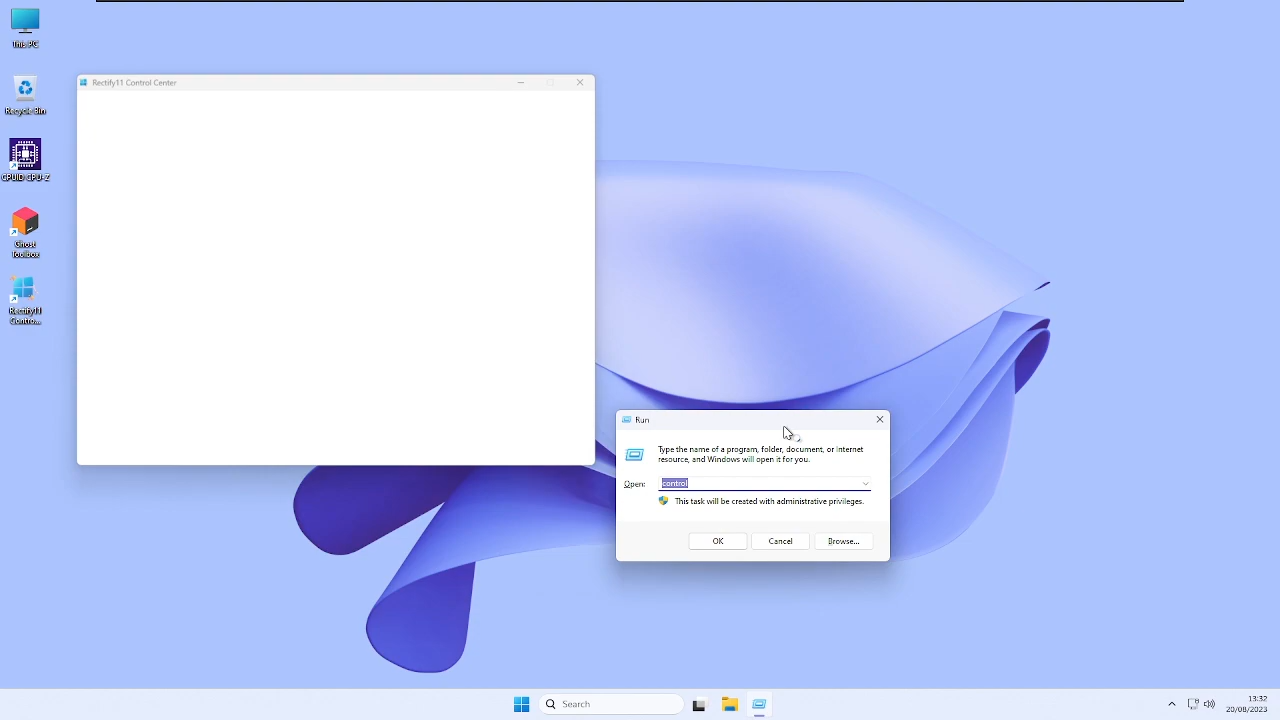 This PC
Recycle Bin
CPUID CPU-Z
Ghost
Toolbox
Rectify11
Contro...
Rectify11 Control Center
Run
Type the name of a program, folder, document, or Internet
resource, and Windows will open it for you.
Open:
control
This task will be created with administrative privileges.
OK
Cancel
Browse...
Search
13:32
20/08/2023